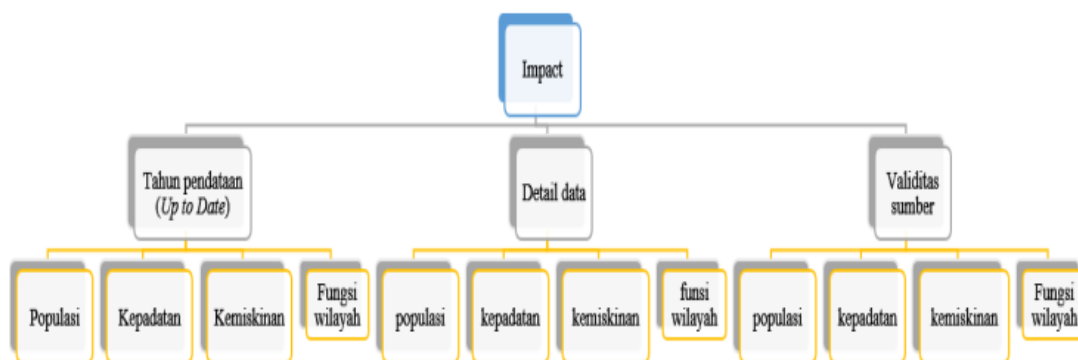 Impact
Tahun pendataan
(Up to Date)
Detail data
Validitas
sumber
Populasi
Kepadatan
Kemiskinan
Fungsi
wilayah
populasi
kepadatan
kemiskinan
funsi
wilayah
populasi
kepadatan
kemiskinan
Fungsi
wilayah